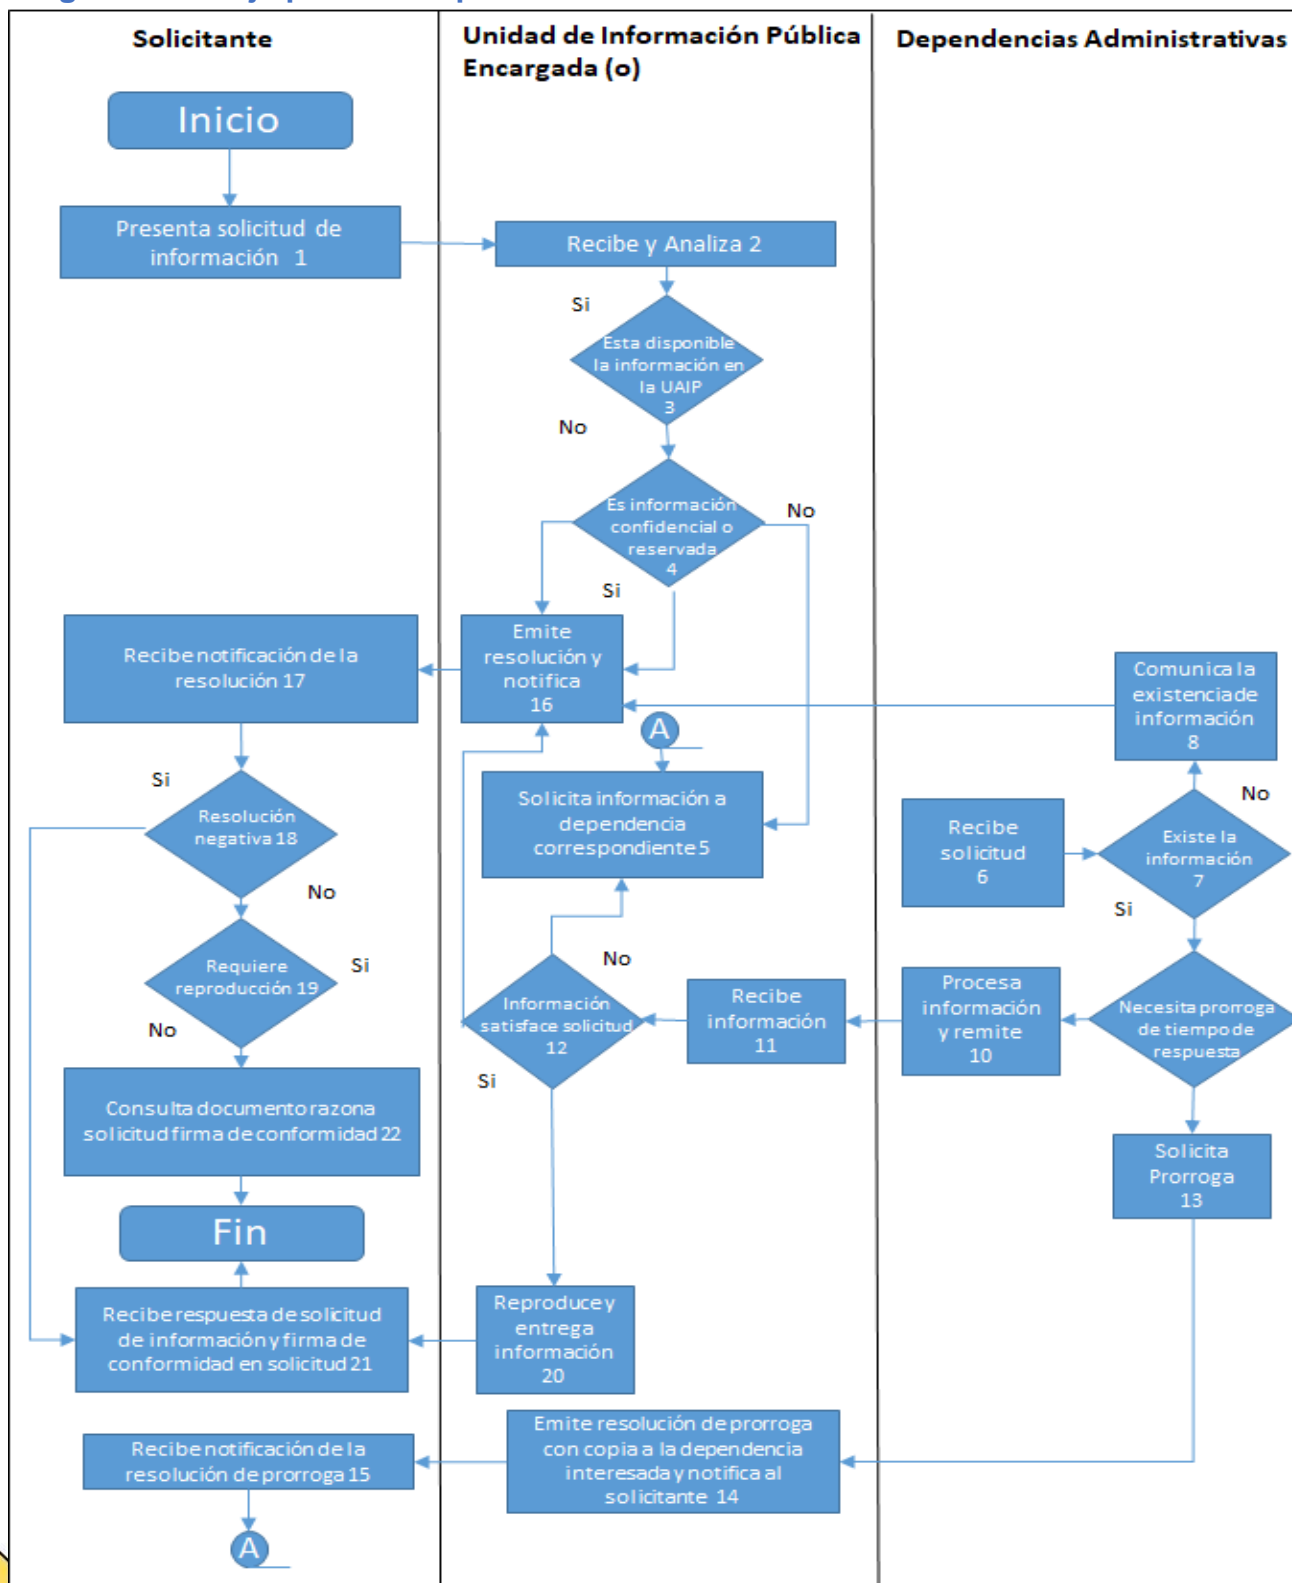 Solicitante
Unidad de Información Pública
Encargada (o)
Dependencias Administrativas
Inicio
Presenta solicitud de
información 1
Recibe y Analiza 2
Si
Esta disponible
la información en
la UAIP
3
No
Es información
confidencial o
reservada
4
No
Si
Emite
resolución y
notifica
16
Recibe notificación de la
resolución 17
Comunica la
existencia de
información
8
A
Solicita información a
dependencia
correspondiente 5
Recibe
solicitud
6
No
Existe la
información
7
Si
Si
Resolución
negativa 18
No
Requiere
reproducción 19
Si
No
No
Información
satisface solicitud
12
Si
Recibe
información
11
Procesa
información
y remite
10
Necesita prorroga
de tiempo de
respuesta
Consulta documento razona
solicitud firma de conformidad 22
Solicita
Prorroga
13
Fin
Recibe respuesta de solicitud
de información y firma de
conformidad en solicitud 21
Reproduce y
entrega
información
20
Emite resolución de prorroga
con copia a la dependencia
interesada y notifica al
solicitante 14
Recibe notificación de la
resolución de prorroga 15
A